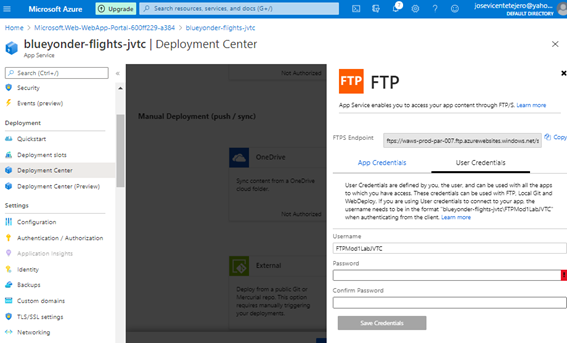 Microsoft Azure
Upgrade
Search resources, services, and docs (G+/)
josevicentetejero@yahoo...
DEFAULT DIRECTORY
Home > Microsoft.Web-WebApp-Portal-600ff229-a384 > blueyonder-flights-jvtc
blueyonder-flights-jvtc | Deployment Center
App Service
Search (Ctrl+/)
Security
Events (preview)
Deployment
Quickstart
Deployment slots
Deployment Center
Deployment Center (Preview)
Settings
Configuration
Authentication / Authorization
Application Insights
Identity
Backups
Custom domains
TLS/SSL settings
Networking
Not Authorized
Manual Deployment (push / sync)
OneDrive
Sync content from a OneDrive
cloud folder.
Not Authorized
External
Deploy from a public Git or
Mercurial repo. This option
requires manually triggering
your deployments.
FTP FTP
App Service enables you to access your app content through FTP/S. Learn more
FTPS Endpoint
ftps://waws-prod-par-007.ftp.azurewebsites.windows.net/s
Copy
App Credentials
User Credentials
User Credentials are defined by you, the user, and can be used with all the apps
to which you have access. These credentials can be used with FTP, Local Git and
WebDeploy. If you are using User Credentials to connect to your app, the
username needs to be in the format "blueyonder-flights-jvtc\FTPMod1LabJVTC"
when authenticating from the client. Learn more
Username
FTPMod1LabJVTC
Password
Confirm Password
Save Credentials